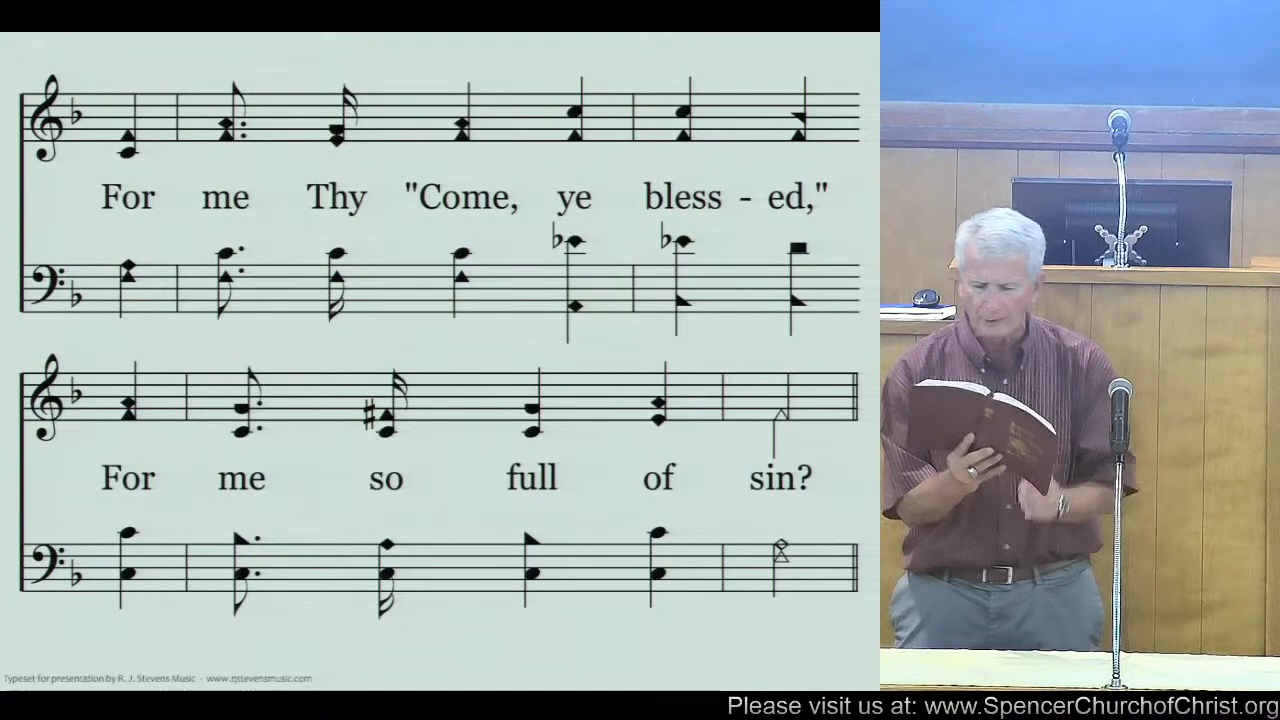 For me Thy "Come, ye bless - ed,"
For me so full of sin?
Typeset for presentation by R. J. Stevens Music - www.rjstevensmusic.com
Please visit us at: www.SpencerChurchofChrist.org